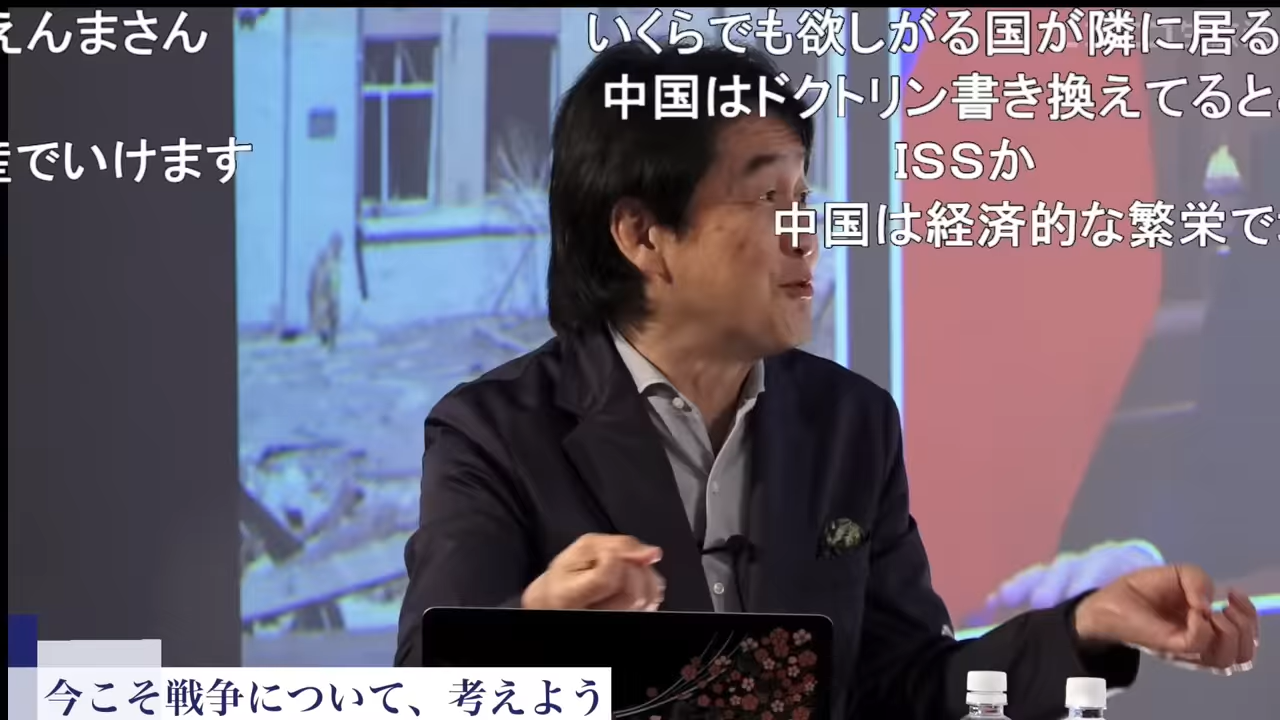 えんまさん
いくらでも欲しがる国が隣に居る
中国はドクトリン書き換えてると
でいけます
ISSか
中国は経済的な繁栄で
今こそ戦争について、考えよう